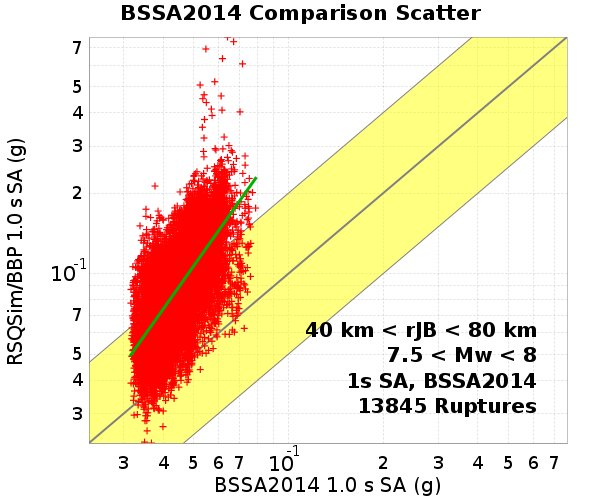 BSSA2014 Comparison Scatter
RSQSim/BBP 1.0 s SA (g)
7
5
4
3
2
10⁻¹
7
5
4
3
40 km < rJB < 80 km
7.5 < Mw < 8
1s SA, BSSA2014
13845 Ruptures
3 4 5 6 7 10⁻¹ 2 3 4 5 6 7
BSSA2014 1.0 s SA (g)